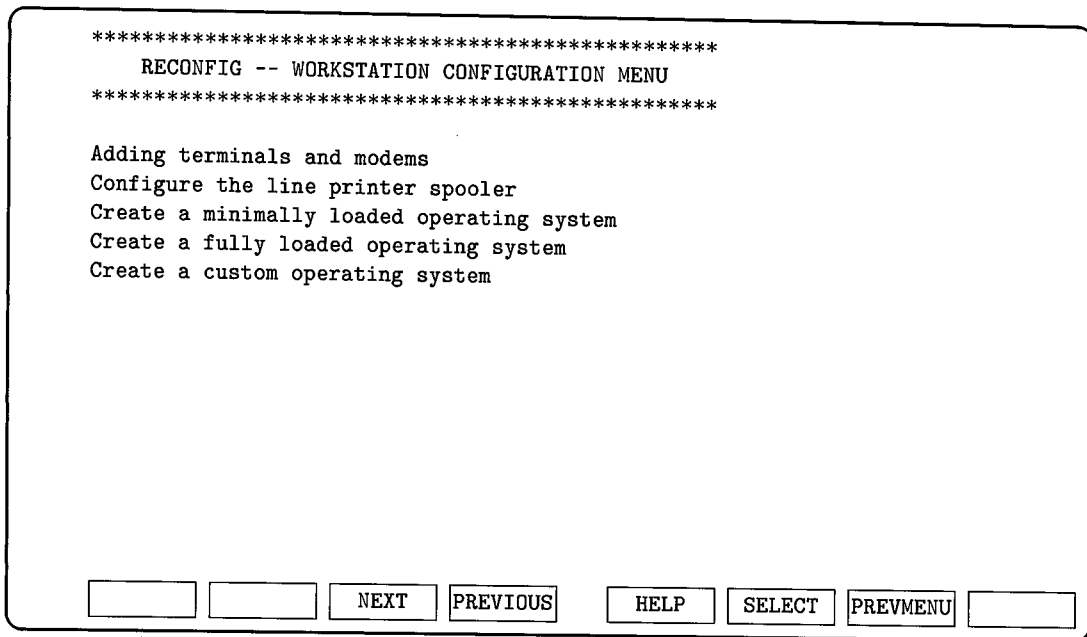 **************************************************
RECONFIG -- WORKSTATION CONFIGURATION MENU
**************************************************
Adding terminals and modems
Configure the line printer spooler
Create a minimally loaded operating system
Create a fully loaded operating system
Create a custom operating system
NEXT PREVIOUS HELP SELECT PREVMENU